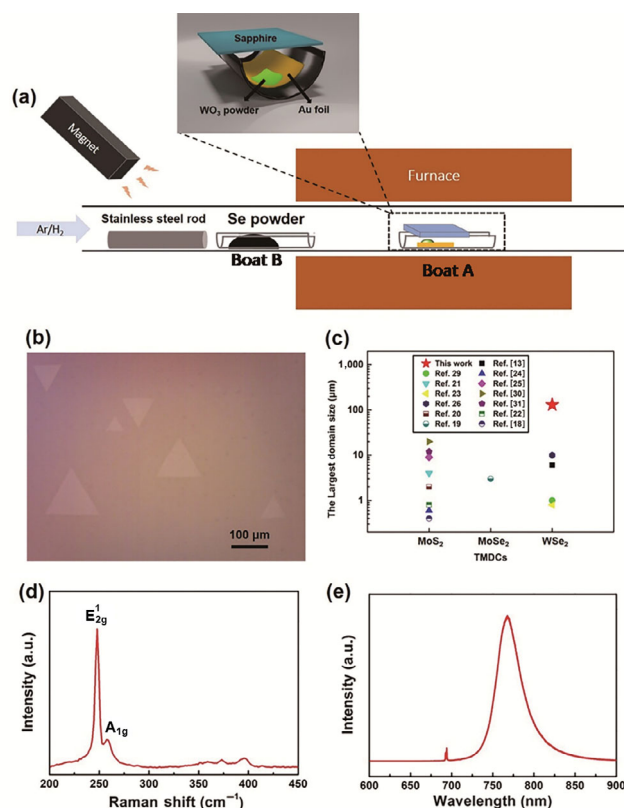 Sapphire
WO₃ powder
Au foil
(a)
Magnet
Furnace
Ar/H₂
Stainless steel rod
Se powder
Boat B
Boat A
(b)
100 µm
(c)
The Largest domain size (µm)
1,000
100
10
1
This work
Ref. 29
Ref. 21
Ref. 23
Ref. 26
Ref. 20
Ref. 19
Ref. [13]
Ref. [24]
Ref. [25]
Ref. [30]
Ref. [31]
Ref. [22]
Ref. [18]
MoS₂ MoSe₂ WSe₂
TMDCs
(d)
Intensity (a.u.)
E¹₂g
A₁g
200 250 300 350 400 450
Raman shift (cm⁻¹)
(e)
Intensity (a.u.)
600 650 700 750 800 850 900
Wavelength (nm)